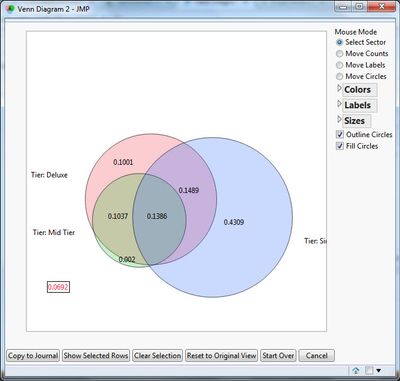 Venn Diagram 2 - JMP
Mouse Mode
Select Sector
Move Counts
Move Labels
Move Circles
Colors
Labels
Sizes
Outline Circles
Fill Circles
0.1001
Tier: Deluxe
0.1489
0.1037
0.1386
0.4309
Tier: Mid Tier
Tier: Si
0.002
0.0692
Copy to Journal
Show Selected Rows
Clear Selection
Reset to Original View
Start Over
Cancel